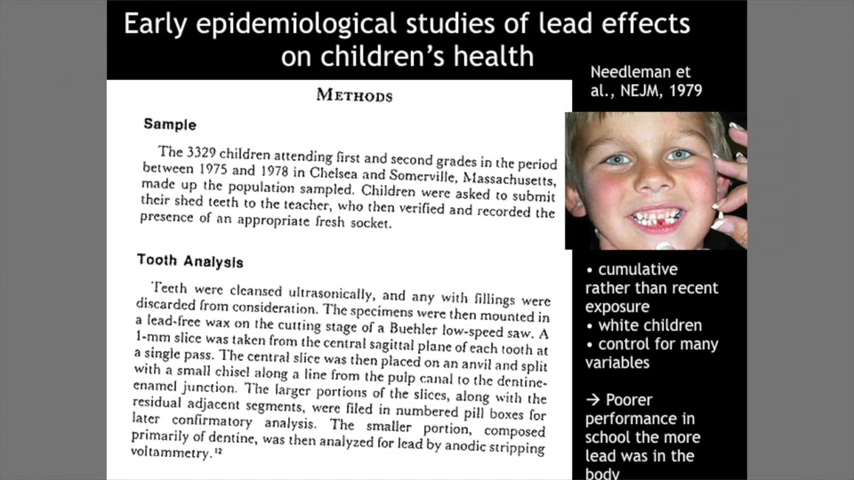 Early epidemiological studies of lead effects
on children's health
METHODS
Sample
The 3329 children attending first and second grades in the period
between 1975 and 1978 in Chelsea and Somerville, Massachusetts,
made up the population sampled. Children were asked to submit
their shed teeth to the teacher, who then verified and recorded the
presence of an appropriate fresh socket.
Tooth Analysis
Teeth were cleansed ultrasonically, and any with fillings were
discarded from consideration. The specimens were then mounted in
a lead-free wax on the cutting stage of a Buehler low-speed saw. A
1-mm slice was taken from the central sagittal plane of each tooth at
a single pass. The central slice was then placed on an anvil and split
with a small chisel along a line from the pulp canal to the dentine-
enamel junction. The larger portions of the slices, along with the
residual adjacent segments, were filed in numbered pill boxes for
later confirmatory analysis. The smaller portion, composed
primarily of dentine, was then analyzed for lead by anodic stripping
voltammetry.¹²
Needleman et
al., NEJM, 1979
• cumulative
rather than recent
exposure
• white children
• control for many
variables
→ Poorer
performance in
school the more
lead was in the
body